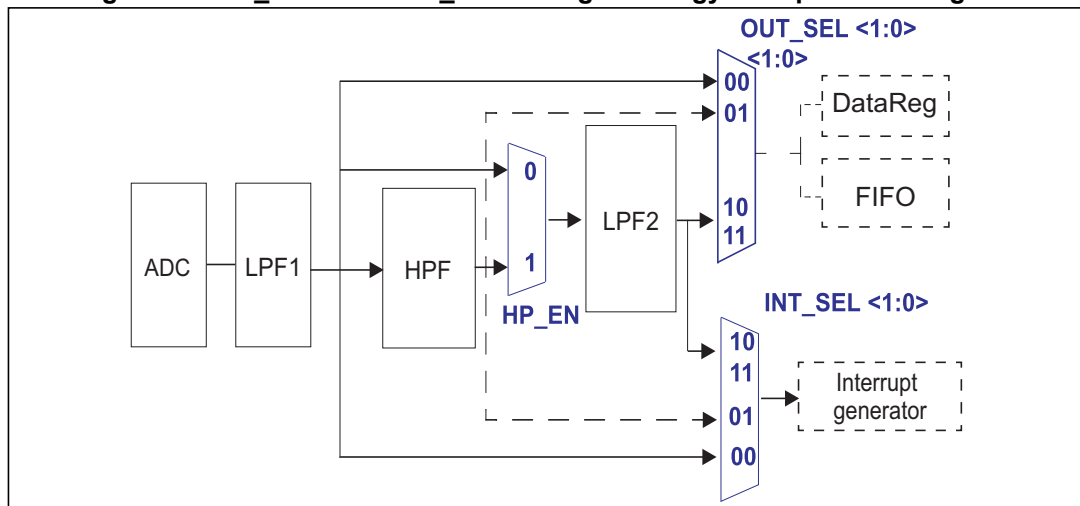 OUT_SEL <1:0>
<1:0>
00
01
10
11
DataReg
FIFO
0
1
HP_EN
ADC
LPF1
HPF
LPF2
INT_SEL <1:0>
10
11
01
00
Interrupt
generator